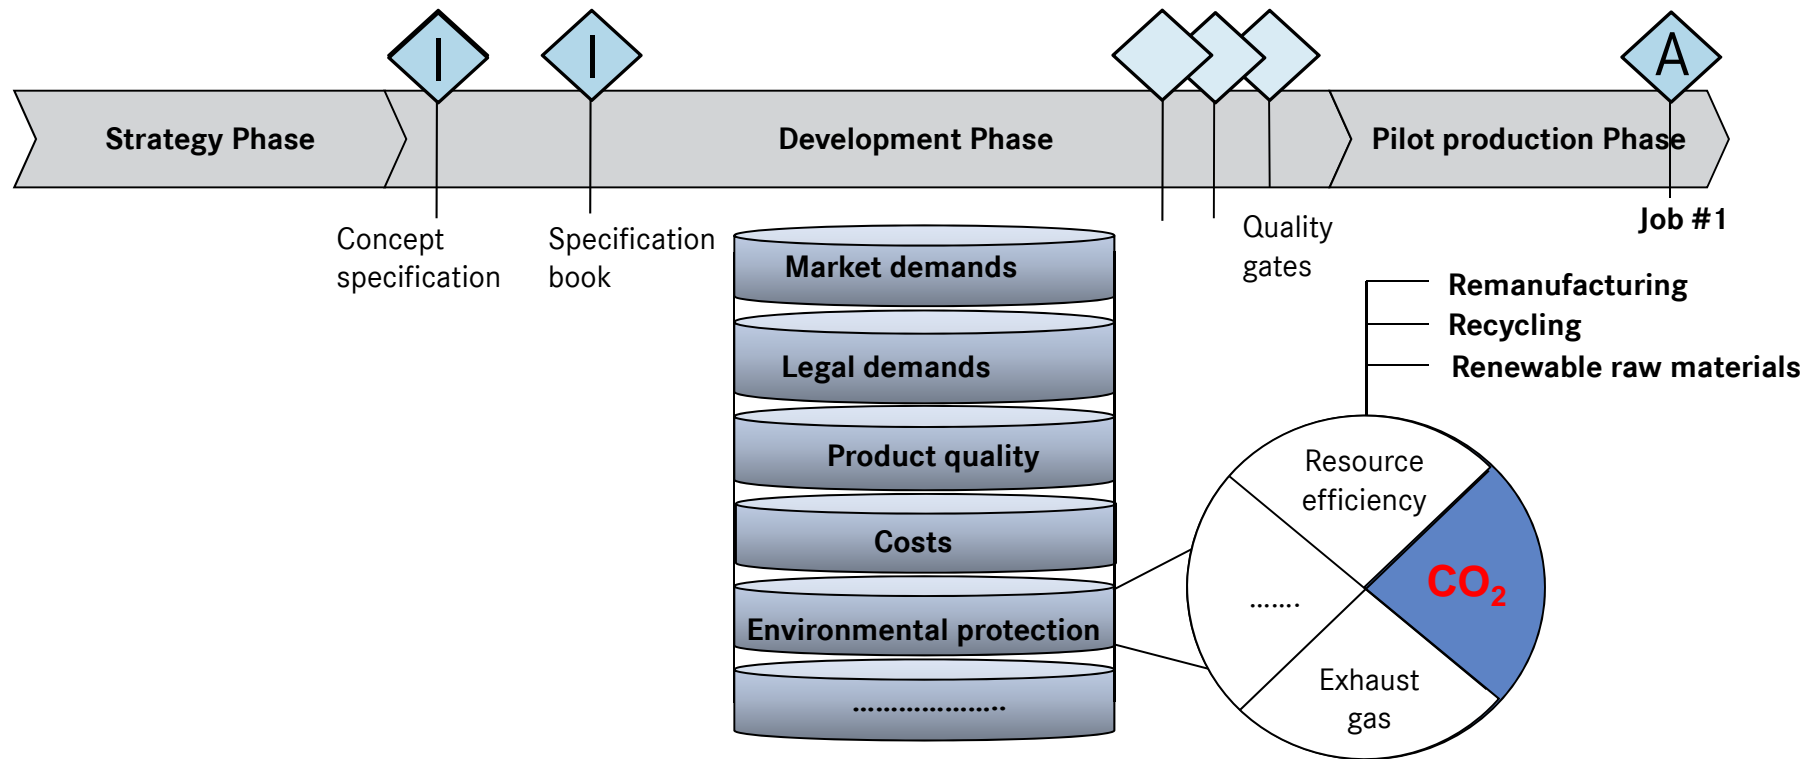 I
I
A
Strategy Phase
Development Phase
Pilot production Phase
Concept
specification
Specification
book
Quality
gates
Job #1
Market demands
Legal demands
Product quality
Costs
Environmental protection
......................
Remanufacturing
Recycling
Renewable raw materials
Resource
efficiency
CO₂
.......
Exhaust
gas